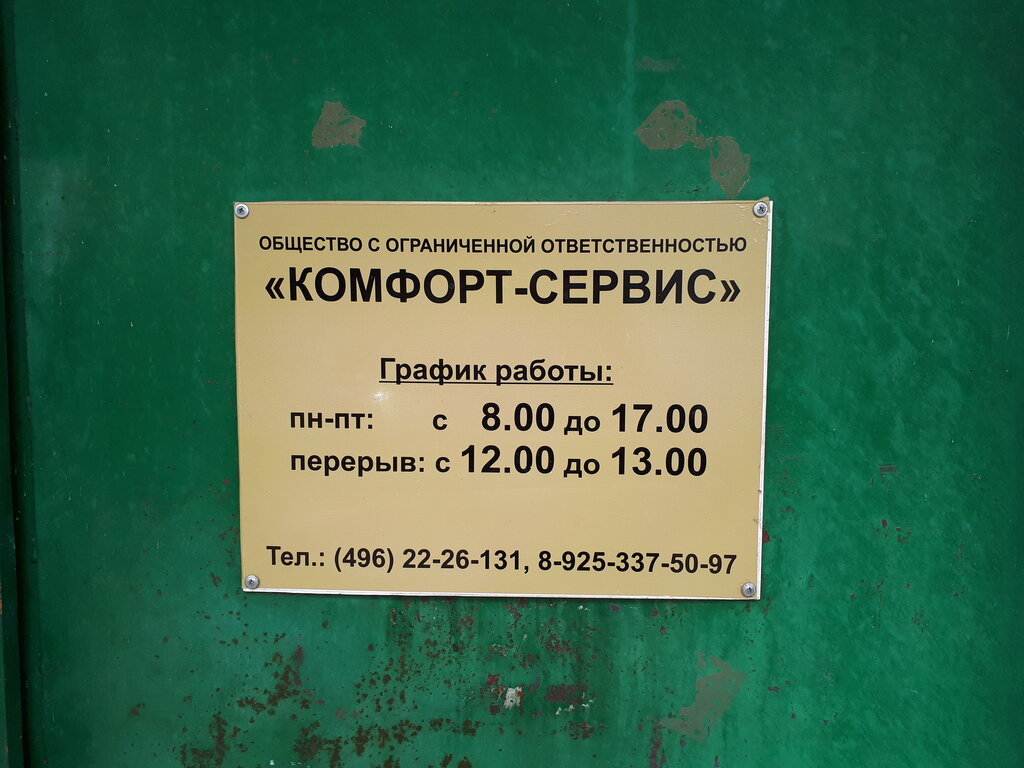 ОБЩЕСТВО С ОГРАНИЧЕННОЙ ОТВЕТСТВЕННОСТЬЮ
«КОМФОРТ-СЕРВИС»
График работы:
пн-пт: с 8.00 до 17.00
перерыв: с 12.00 до 13.00
Тел.: (496) 22-26-131, 8-925-337-50-97